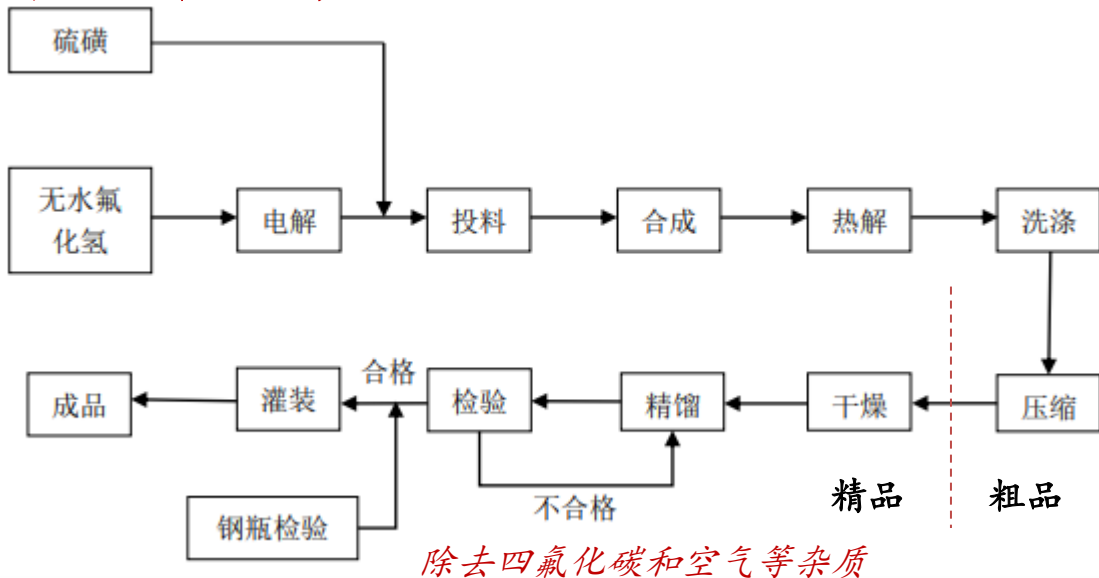 硫磺
无水氟
化氢
电解
投料
合成
热解
洗涤
成品
灌装
合格
检验
精馏
干燥
压缩
不合格
精品
粗品
钢瓶检验
除去四氟化碳和空气等杂质